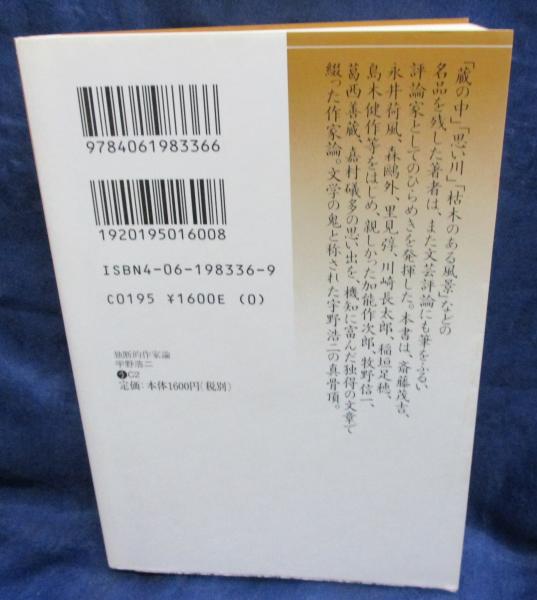 「蔵の中」「思い川」「枯木のある風景」などの
名品を残した著者は、また文芸評論にも筆をふるい
評論家としてのひらめきを発揮した。本書は、斎藤茂吉、
永井荷風、森鷗外、里見弴、川崎長太郎、稲垣足穂、
島木健作等をはじめ、親しかった加能作次郎、牧野信一、
葛西善蔵、嘉村礒多の思い出を、機知に富んだ独得の文章で
綴った作家論。文学の鬼と称された宇野浩二の真骨頂。
9784061983366
1920195016008
ISBN4-06-198336-9
C0195 ¥1600E (0)
独断的作家論
宇野浩二
うC2
定価：本体1600円(税別)